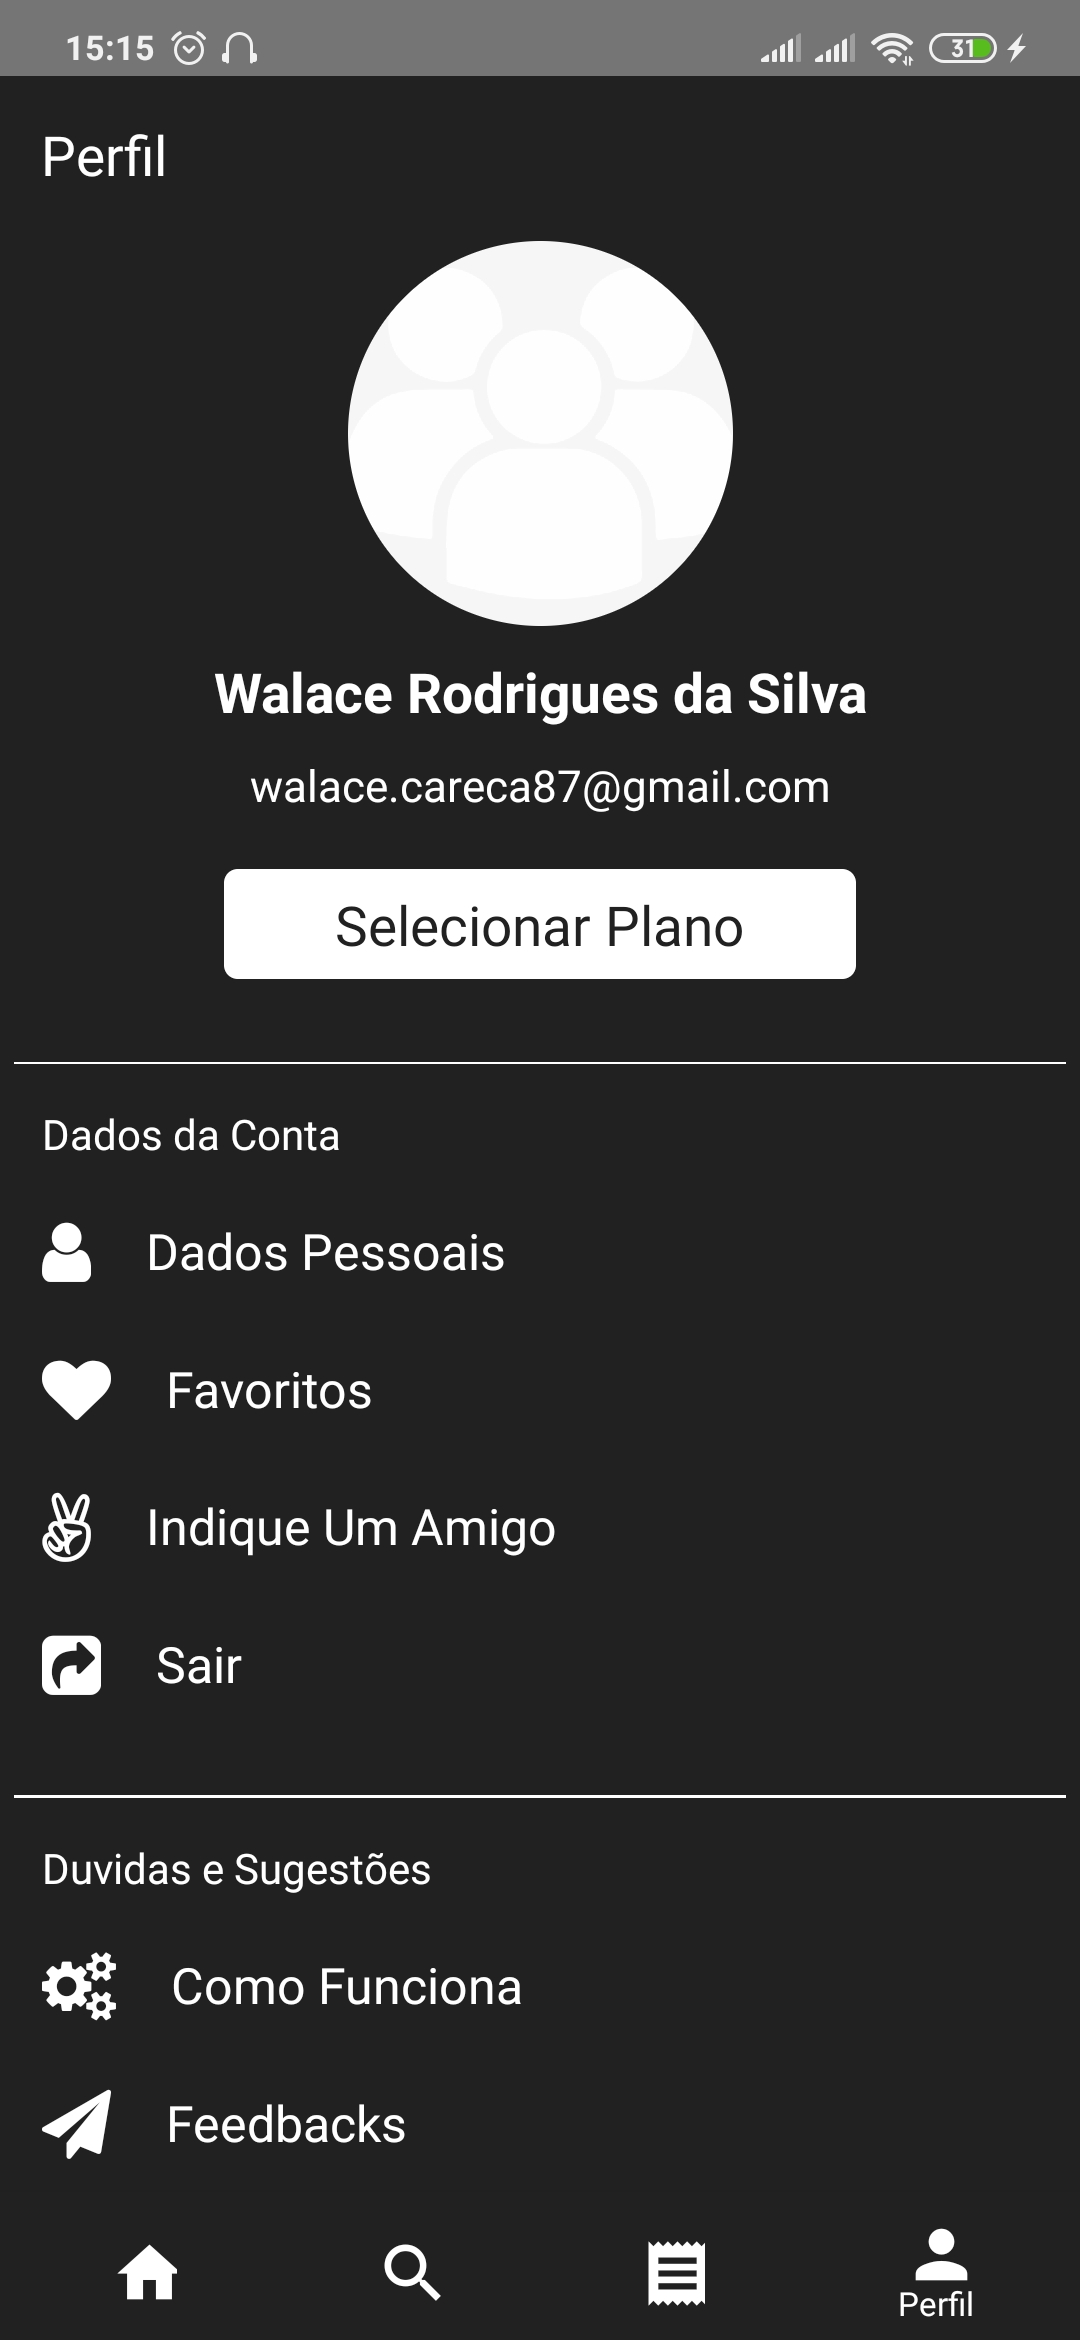 15:15
31
Perfil
Walace Rodrigues da Silva
walace.careca87@gmail.com
Selecionar Plano
Dados da Conta
Dados Pessoais
Favoritos
Indique Um Amigo
Sair
Duvidas e Sugestões
Como Funciona
Feedbacks
Perfil